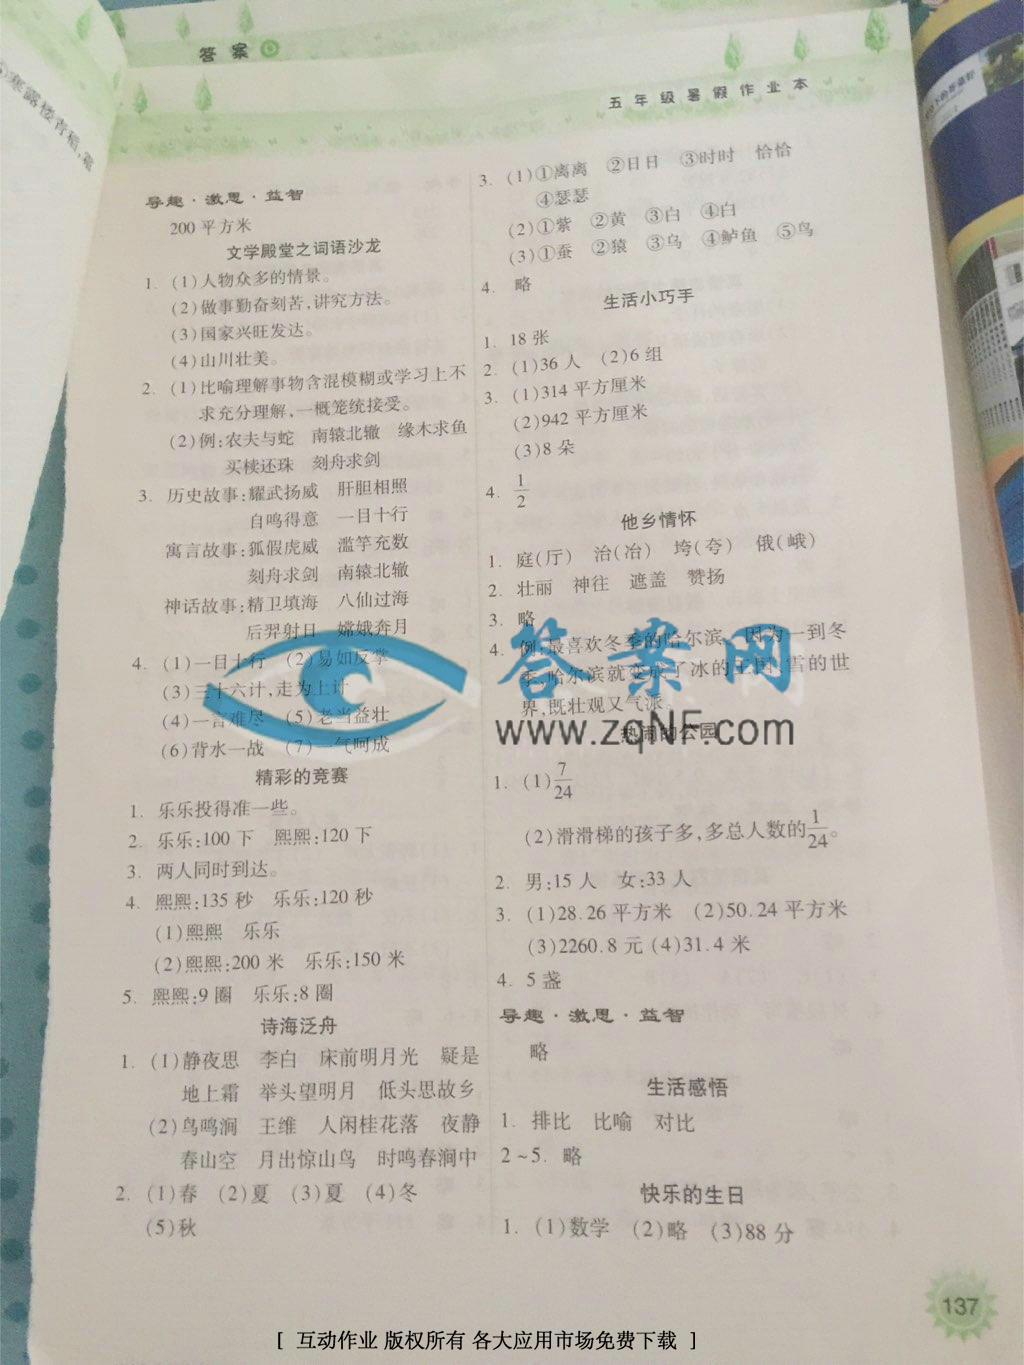 答案
五年级暑假作业本
寒露楼青稻,霜
导趣·激思·益智
200平方米
文学殿堂之词语沙龙
1. (1)人物众多的情景。
(2)做事勤奋刻苦,讲究方法。
(3)国家兴旺发达。
(4)山川壮美。
2. (1)比喻理解事物含混模糊或学习上不
求充分理解,一概笼统接受。
(2)例:农夫与蛇 南辕北辙 缘木求鱼
买椟还珠 刻舟求剑
3. 历史故事:耀武扬威 肝胆相照
自鸣得意 一目十行
寓言故事:狐假虎威 滥竽充数
刻舟求剑 南辕北辙
神话故事:精卫填海 八仙过海
后羿射日 嫦娥奔月
4. (1)一目十行 (2)易如反掌
(3)三十六计,走为上计
(4)一言难尽 (5)老当益壮
(6)背水一战 (7)一气呵成
精彩的竞赛
1. 乐乐投得准一些。
2. 乐乐:100下 熙熙:120下
3. 两人同时到达。
4. 熙熙:135秒 乐乐:120秒
(1)熙熙 乐乐
(2)熙熙:200米 乐乐:150米
5. 熙熙:9圈 乐乐:8圈
诗海泛舟
1. (1)静夜思 李白 床前明月光 疑是
地上霜 举头望明月 低头思故乡
(2)鸟鸣涧 王维 人闲桂花落 夜静
春山空 月出惊山鸟 时鸣春涧中
2. (1)春 (2)夏 (3)夏 (4)冬
(5)秋
3. (1)①离离 ②日日 ③时时 恰恰
④瑟瑟
(2)①紫 ②黄 ③白 ④白
(3)①蚕 ②猿 ③乌 ④鲈鱼 ⑤鸟
4. 略
生活小巧手
1. 18张
2. (1)36人 (2)6组
3. (1)314平方厘米
(2)942平方厘米
(3)8朵
4. 1/2
他乡情怀
1. 庭(厅) 治(冶) 垮(夸) 俄(峨)
2. 壮丽 神往 遮盖 赞扬
3. 略
4. 例:最喜欢冬季的哈尔滨,因为一到冬
季,哈尔滨就变成了冰的王国,雪的世
界,既壮观又气派。
热闹的公园
1. (1)7/24
(2)滑滑梯的孩子多,多总人数的1/24。
2. 男:15人 女:33人
3. (1)28.26平方米 (2)50.24平方米
(3)2260.8元 (4)31.4米
4. 5盏
导趣·激思·益智
略
生活感悟
1. 排比 比喻 对比
2~5. 略
快乐的生日
1. (1)数学 (2)略 (3)88分
答案网
www.zqNF.com
137
[ 互动作业 版权所有 各大应用市场免费下载 ]